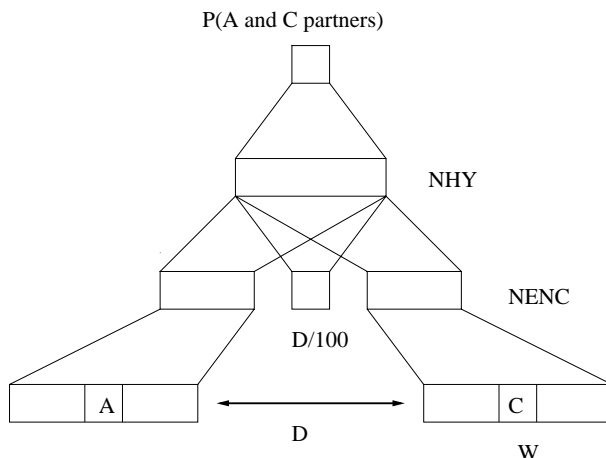 P(A and C partners)
NHY
NENC
D/100
A
C
D
W